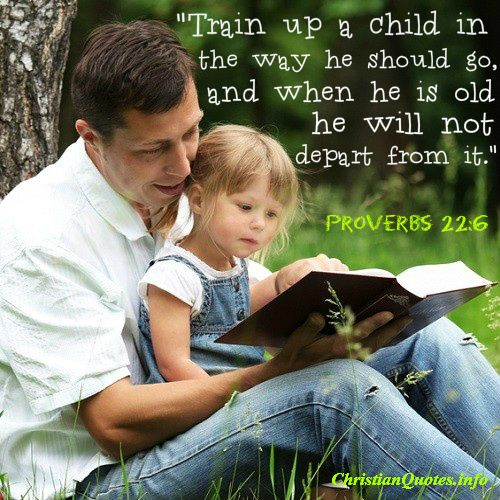 "Train up a child in
the way he should go,
and when he is old
he will not
depart from it."
PROVERBS 22:6
ChristianQuotes.info